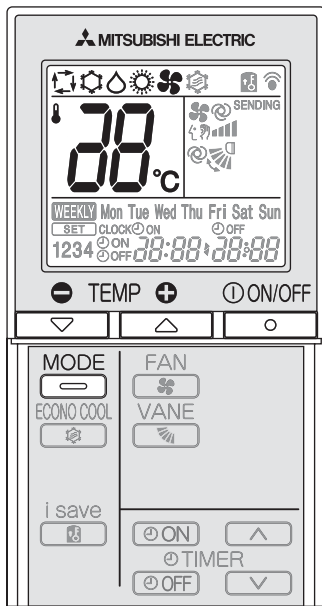 MITSUBISHI ELECTRIC
SENDING
88°C
WEEKLY Mon Tue Wed Thu Fri Sat Sun
SET CLOCK ON OFF
1234 ON OFF 88:88 88:88
TEMP ON/OFF
MODE FAN
ECONO COOL VANE
i save
ON
TIMER
OFF